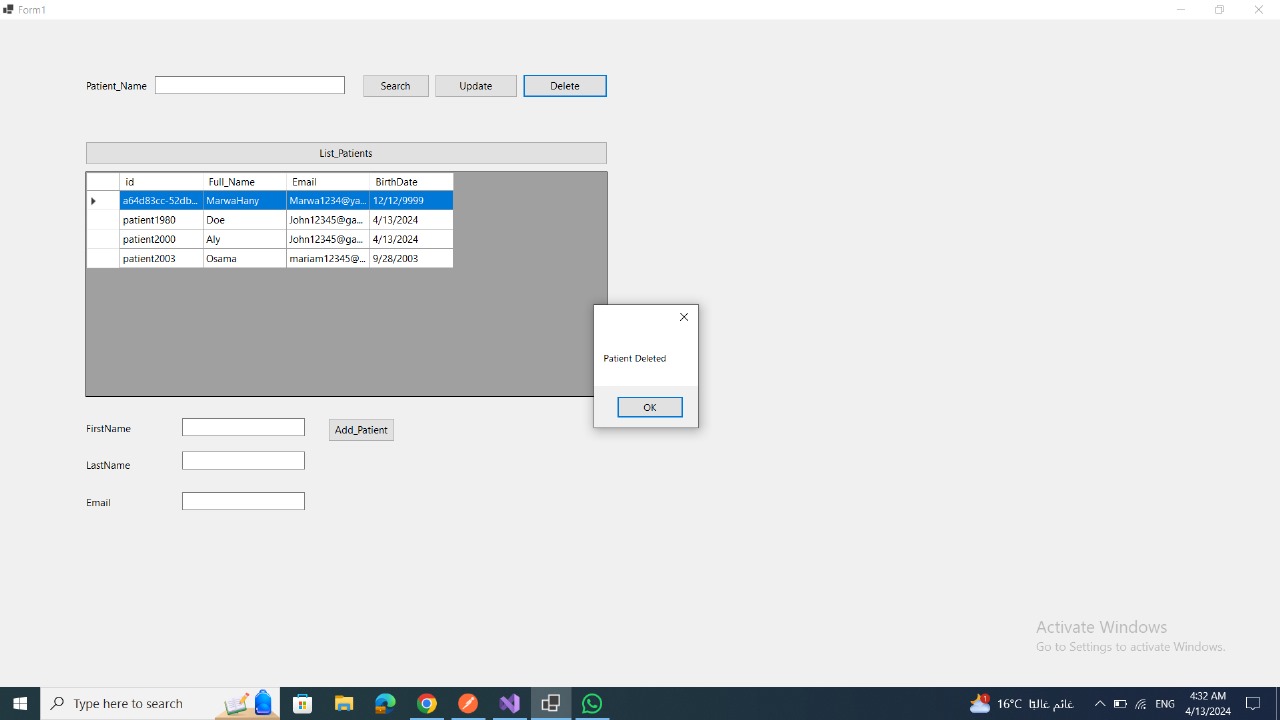 Form1
Patient_Name
Search
Update
Delete
List_Patients
id Full_Name Email BirthDate
a64d83cc-52db... MarwaHany Marwa1234@ya... 12/12/9999
patient1980 Doe John12345@ga... 4/13/2024
patient2000 Aly John12345@ga... 4/13/2024
patient2003 Osama mariam12345@... 9/28/2003
Patient Deleted
OK
FirstName
Add_Patient
LastName
Email
Activate Windows
Go to Settings to activate Windows.
Type here to search
1
16°C غائم غالبًا
ENG
4:32 AM
4/13/2024